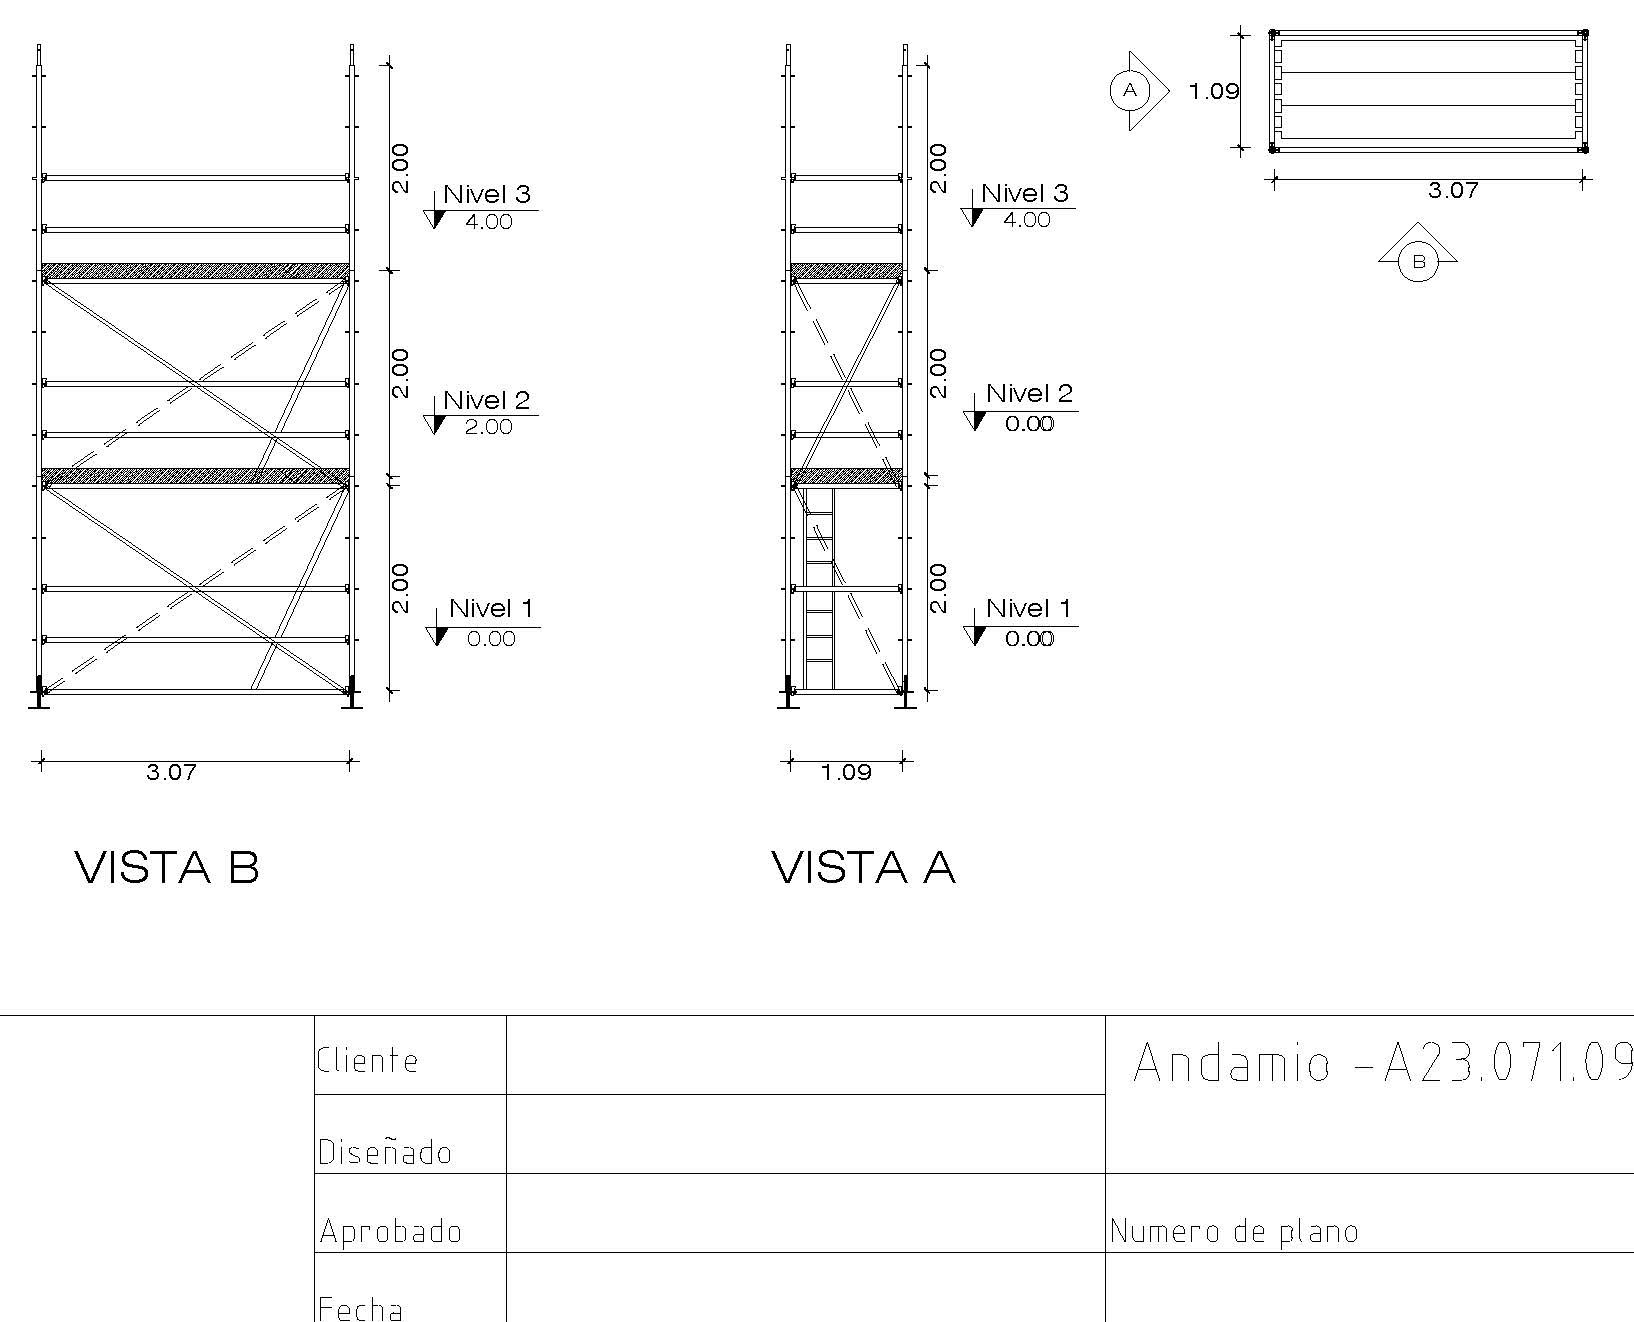 2.00
Nivel 3
4.00
2.00
Nivel 2
2.00
2.00
Nivel 1
0.00
3.07
VISTA B
2.00
Nivel 3
4.00
2.00
Nivel 2
0.00
2.00
Nivel 1
0.00
1.09
VISTA A
A
1.09
3.07
B
Cliente
Diseñado
Aprobado
Fecha
Andamio -A23.071.09
Numero de plano